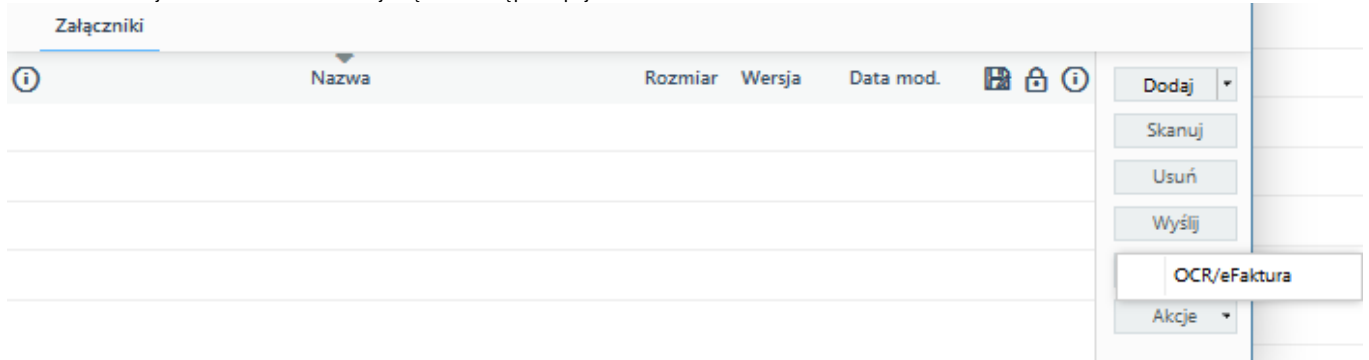 Załączniki
Nazwa Rozmiar Wersja Data mod.
Dodaj
Skanuj
Usuń
Wyślij
OCR/eFaktura
Akcje